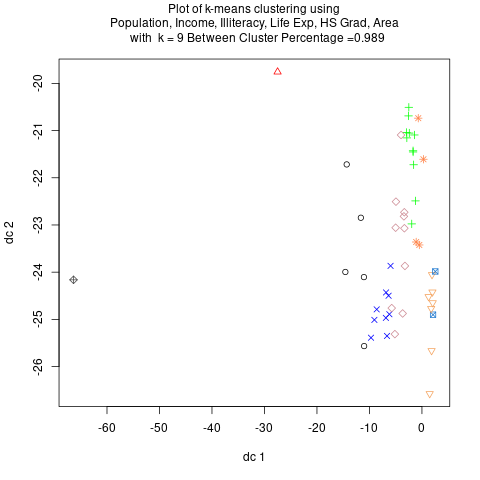 Plot of k-means clustering using
Population, Income, Illiteracy, Life Exp, HS Grad, Area
with k = 9 Between Cluster Percentage =0.989
-20
-21
-22
-23
-24
-25
-26
dc 2
-60 -50 -40 -30 -20 -10 0
dc 1